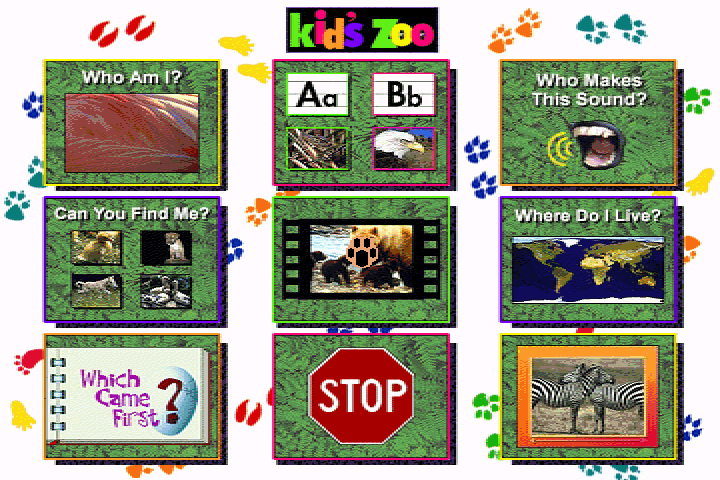 kid's Zoo
Who Am I?
Aa
Bb
Who Makes
This Sound?
Can You Find Me?
Where Do I Live?
Which
Came
First
?
STOP